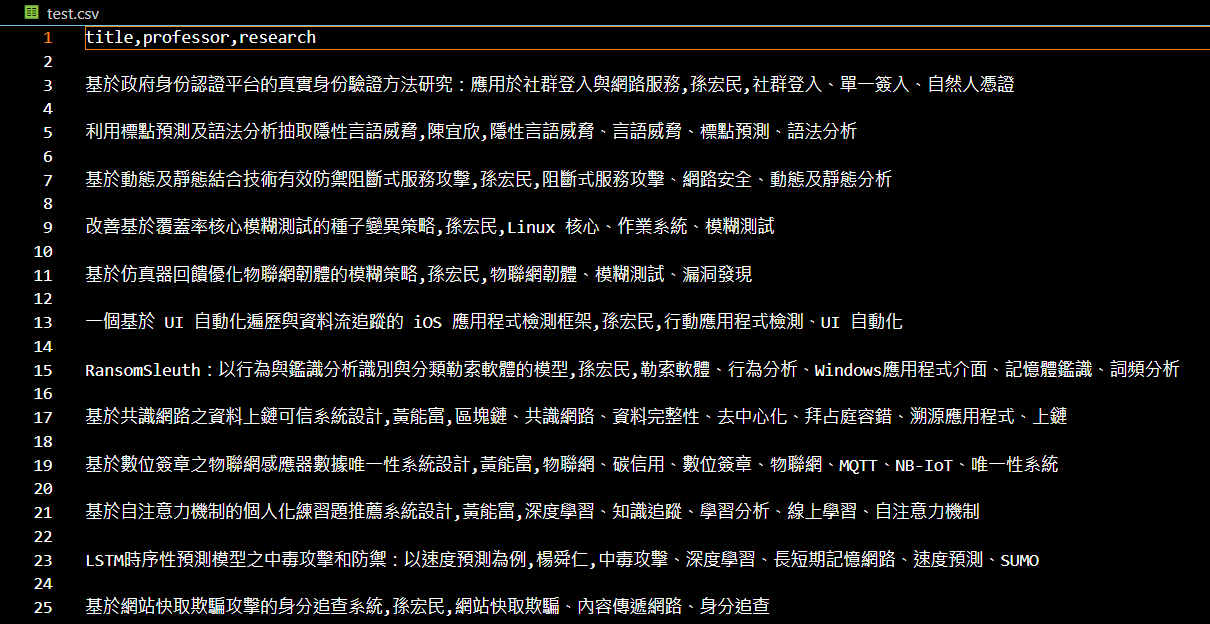 test.csv
1 title,professor,research
2
3 基於政府身份認證平台的真實身份驗證方法研究：應用於社群登入與網路服務,孫宏民,社群登入、單一簽入、自然人憑證
4
5 利用標點預測及語法分析抽取隱性言語威脅,陳宜欣,隱性言語威脅、言語威脅、標點預測、語法分析
6
7 基於動態及靜態結合技術有效防禦阻斷式服務攻擊,孫宏民,阻斷式服務攻擊、網路安全、動態及靜態分析
8
9 改善基於覆蓋率核心模糊測試的種子變異策略,孫宏民,Linux 核心、作業系統、模糊測試
10
11 基於仿真器回饋優化物聯網韌體的模糊策略,孫宏民,物聯網韌體、模糊測試、漏洞發現
12
13 一個基於 UI 自動化遍歷與資料流追蹤的 iOS 應用程式檢測框架,孫宏民,行動應用程式檢測、UI 自動化
14
15 RansomSleuth：以行為與鑑識分析識別與分類勒索軟體的模型,孫宏民,勒索軟體、行為分析、Windows應用程式介面、記憶體鑑識、詞頻分析
16
17 基於共識網路之資料上鏈可信系統設計,黃能富,區塊鏈、共識網路、資料完整性、去中心化、拜占庭容錯、溯源應用程式、上鏈
18
19 基於數位簽章之物聯網感應器數據唯一性系統設計,黃能富,物聯網、碳信用、數位簽章、物聯網、MQTT、NB-IoT、唯一性系統
20
21 基於自注意力機制的個人化練習題推薦系統設計,黃能富,深度學習、知識追蹤、學習分析、線上學習、自注意力機制
22
23 LSTM時序性預測模型之中毒攻擊和防禦：以速度預測為例,楊舜仁,中毒攻擊、深度學習、長短期記憶網路、速度預測、SUMO
24
25 基於網站快取欺騙攻擊的身分追查系統,孫宏民,網站快取欺騙、內容傳遞網路、身分追查